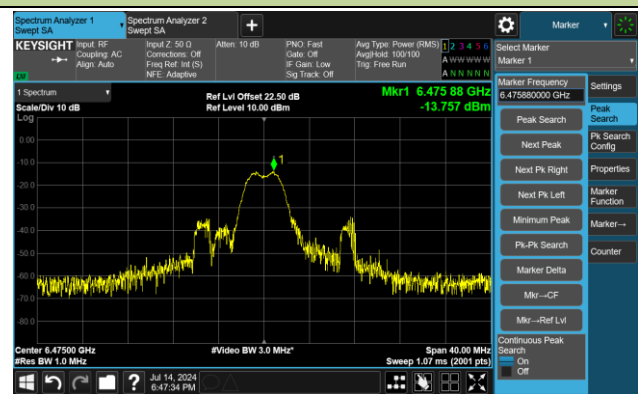 Spectrum Analyzer 1
Swept SA
Spectrum Analyzer 2
Swept SA
+
Marker
KEYSIGHT
Input: RF
Coupling: AC
Align: Auto
Input Z: 50 Ω
Corrections: Off
Freq Ref: Int (S)
NFE: Adaptive
Atten: 10 dB
PNO: Fast
Gate: Off
IF Gain: Low
Sig Track: Off
Avg Type: Power (RMS)
Avg|Hold: 100/100
Trig: Free Run
1 2 3 4 5 6
A W W W W W
A N N N N N
LXI
Select Marker
Marker 1
1 Spectrum
Scale/Div 10 dB
Ref Lvl Offset 22.50 dB
Ref Level 10.00 dBm
Mkr1 6.475 88 GHz
-13.757 dBm
Log
0.00
-10.0
-20.0
-30.0
-40.0
-50.0
-60.0
-70.0
-80.0
1
Center 6.47500 GHz
#Res BW 1.0 MHz
#Video BW 3.0 MHz*
Span 40.00 MHz
Sweep 1.07 ms (2001 pts)
Marker Frequency
6.475880000 GHz
Peak Search
Next Peak
Next Pk Right
Next Pk Left
Minimum Peak
Pk-Pk Search
Marker Delta
Mkr→CF
Mkr→Ref Lvl
Continuous Peak
Search
On
Off
Settings
Peak
Search
Pk Search
Config
Properties
Marker
Function
Marker→
Counter
?
Jul 14, 2024
6:47:34 PM